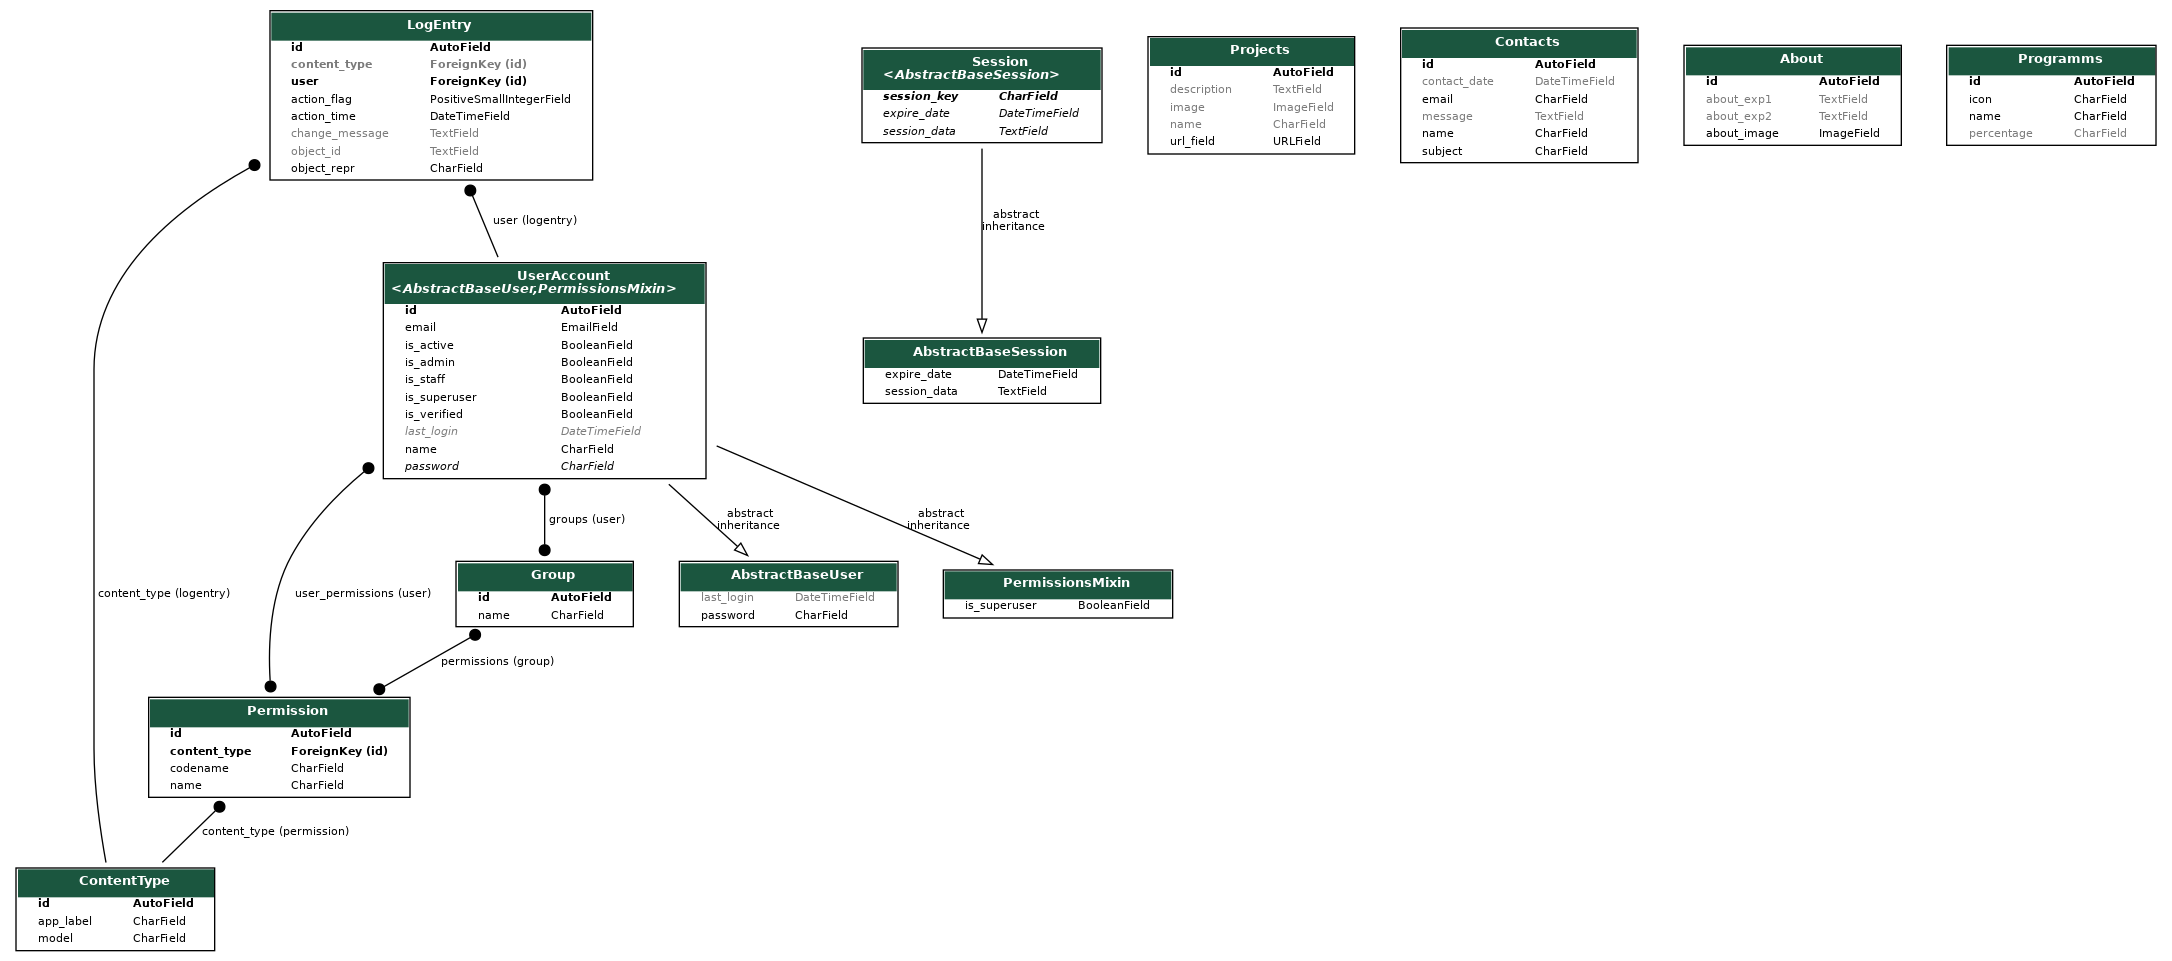 LogEntry
id AutoField
content_type ForeignKey (id)
user ForeignKey (id)
action_flag PositiveSmallIntegerField
action_time DateTimeField
change_message TextField
object_id TextField
object_repr CharField
Session
<AbstractBaseSession>
session_key CharField
expire_date DateTimeField
session_data TextField
Projects
id AutoField
description TextField
image ImageField
name CharField
url_field URLField
Contacts
id AutoField
contact_date DateTimeField
email CharField
message TextField
name CharField
subject CharField
About
id AutoField
about_exp1 TextField
about_exp2 TextField
about_image ImageField
Programms
id AutoField
icon CharField
name CharField
percentage CharField
user (logentry)
abstract
inheritance
UserAccount
<AbstractBaseUser,PermissionsMixin>
id AutoField
email EmailField
is_active BooleanField
is_admin BooleanField
is_staff BooleanField
is_superuser BooleanField
is_verified BooleanField
last_login DateTimeField
name CharField
password CharField
AbstractBaseSession
expire_date DateTimeField
session_data TextField
groups (user)
abstract
inheritance
abstract
inheritance
content_type (logentry)
user_permissions (user)
Group
id AutoField
name CharField
AbstractBaseUser
last_login DateTimeField
password CharField
PermissionsMixin
is_superuser BooleanField
permissions (group)
Permission
id AutoField
content_type ForeignKey (id)
codename CharField
name CharField
content_type (permission)
ContentType
id AutoField
app_label CharField
model CharField